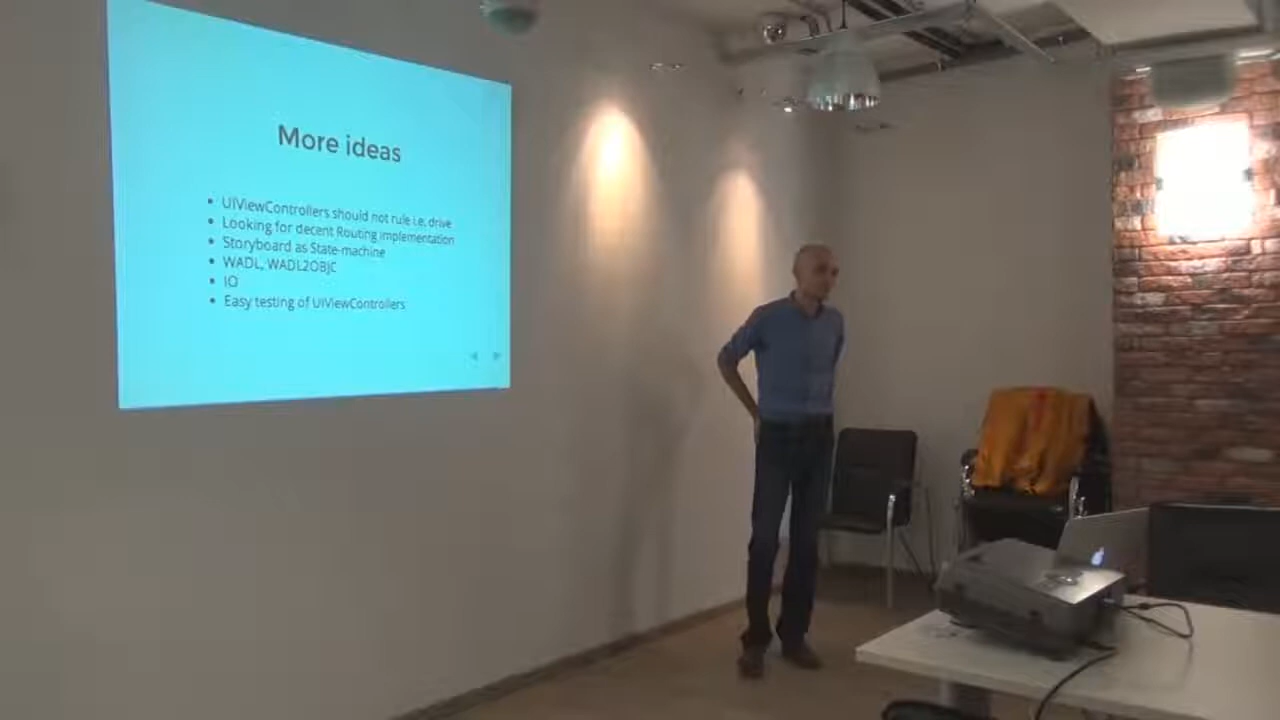 More ideas
• UIViewControllers should not rule i.e. drive
• Looking for decent Routing implementation
• Storyboard as State-machine
• WADL, WADL2OBJC
• IO
• Easy testing of UIViewControllers